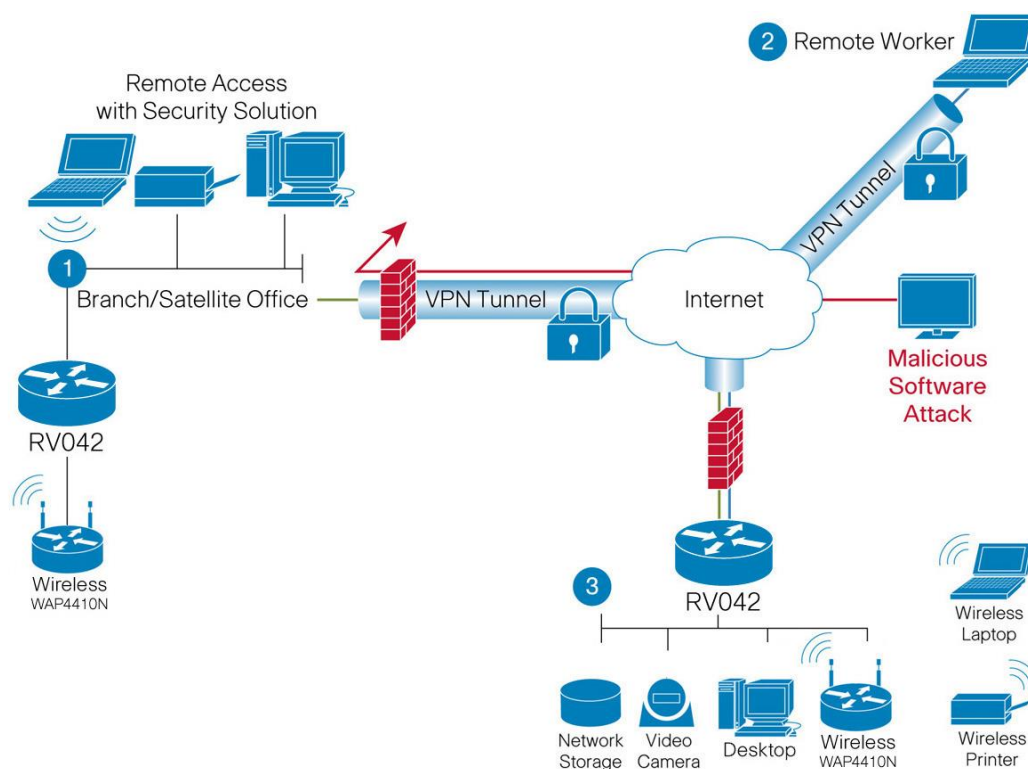 2 Remote Worker
Remote Access
with Security Solution
VPN Tunnel
1
Branch/Satellite Office
VPN Tunnel
Internet
Malicious
Software
Attack
RV042
Wireless
WAP4410N
3
RV042
Network
Storage
Video
Camera
Desktop
Wireless
WAP4410N
Wireless
Laptop
Wireless
Printer